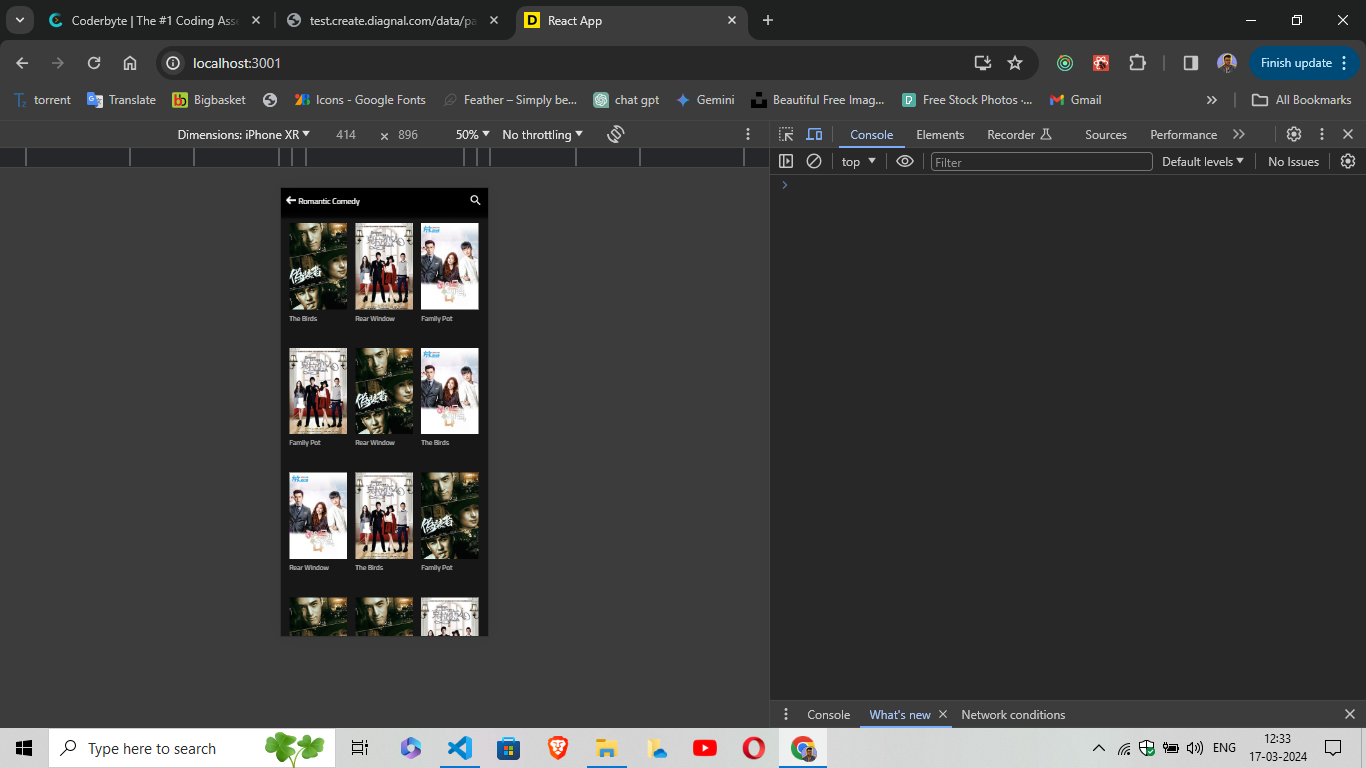 Coderbyte | The #1 Coding Asse
test.create.diagnal.com/data/pa
React App
localhost:3001
Finish update
torrent
Translate
Bigbasket
Icons - Google Fonts
Feather – Simply be...
chat gpt
Gemini
Beautiful Free Imag...
Free Stock Photos ·...
Gmail
»
All Bookmarks
Dimensions: iPhone XR
414
×
896
50%
No throttling
Console
Elements
Recorder
Sources
Performance
»
top
Filter
Default levels
No Issues
Romantic Comedy
The Birds
Rear Window
Family Pot
Family Pot
Rear Window
The Birds
Rear Window
The Birds
Family Pot
Console
What's new
Network conditions
Type here to search
ENG
12:33
17-03-2024